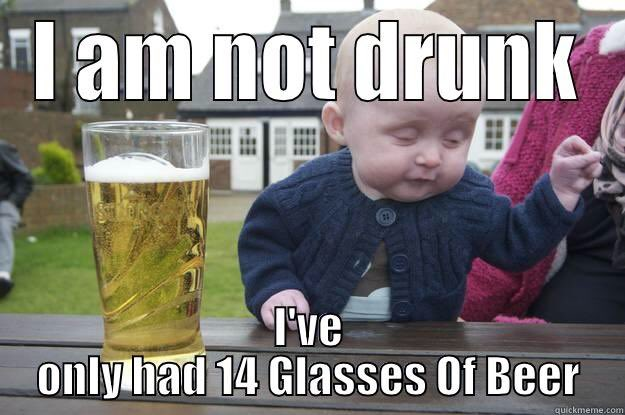 I am not drunk
I've
only had 14 Glasses Of Beer
quickmeme.com